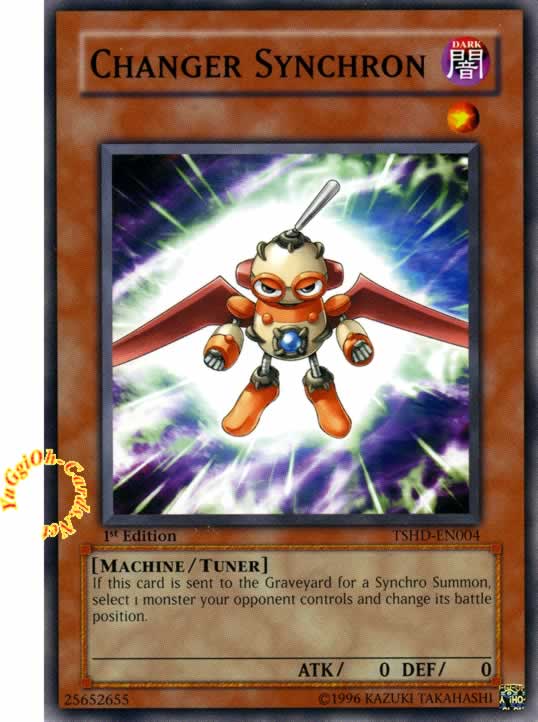 CHANGER SYNCHRON
DARK
闇
1st Edition
TSHD-EN004
[MACHINE/TUNER]
If this card is sent to the Graveyard for a Synchro Summon,
select 1 monster your opponent controls and change its battle
position.
ATK/ 0 DEF/ 0
25652655
©1996 KAZUKI TAKAHASHI
YuGgiOh-Cards.Net